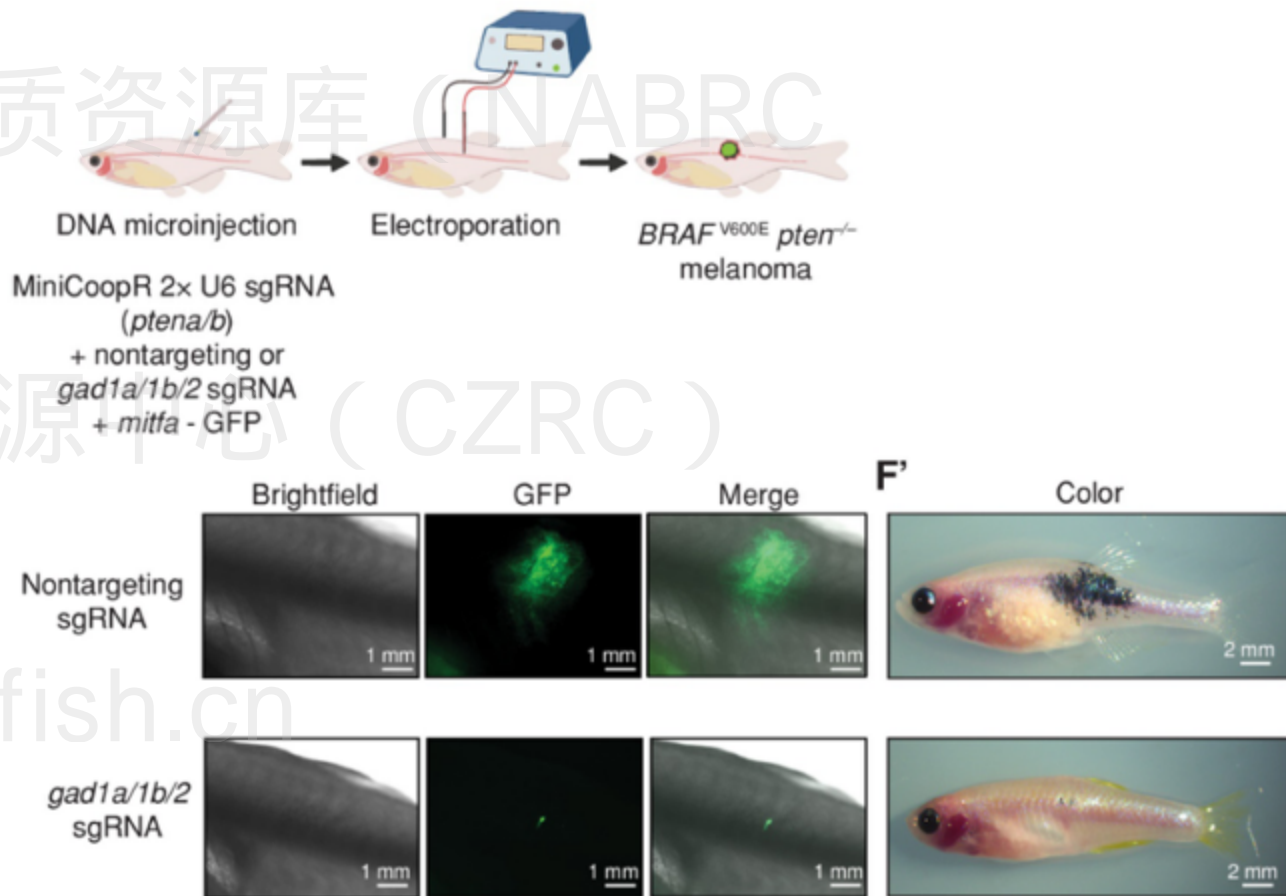 质资源库（NABRC
DNA microinjection
Electroporation
BRAF V600E pten-/-
melanoma
MiniCoopR 2× U6 sgRNA
(ptena/b)
+ nontargeting or
gad1a/1b/2 sgRNA
+ mitfa - GFP
源中心（CZRC）
F'
Brightfield
GFP
Merge
Color
Nontargeting
sgRNA
1 mm
1 mm
1 mm
2 mm
fish.cn
gad1a/1b/2
sgRNA
1 mm
1 mm
1 mm
2 mm